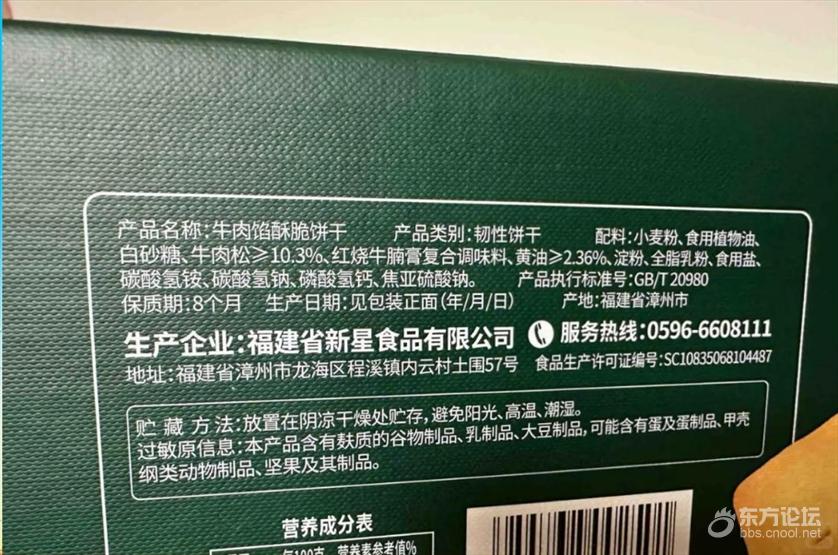 产品名称:牛肉馅酥脆饼干 产品类别:韧性饼干 配料:小麦粉、食用植物油、
白砂糖、牛肉松≥10.3%、红烧牛腩膏复合调味料、黄油≥2.36%、淀粉、全脂乳粉、食用盐、
碳酸氢铵、碳酸氢钠、磷酸氢钙、焦亚硫酸钠。 产品执行标准号:GB/T 20980
保质期:8个月 生产日期:见包装正面(年/月/日) 产地:福建省漳州市
生产企业:福建省新星食品有限公司 服务热线:0596-6608111
地址:福建省漳州市龙海区程溪镇内云村土围57号 食品生产许可证编号:SC10835068104487
贮藏方法:放置在阴凉干燥处贮存,避免阳光、高温、潮湿。
过敏原信息:本产品含有麸质的谷物制品、乳制品、大豆制品,可能含有蛋及蛋制品、甲壳
纲类动物制品、坚果及其制品。
营养成分表
每100克 营养素参考值%
东方论坛
bbs.cnool.net